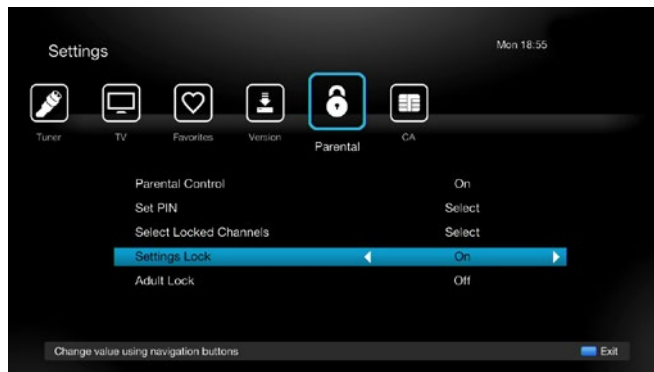 Settings
Mon 18:55
Tuner TV Favorites Version Parental CA
Parental Control On
Set PIN Select
Select Locked Channels Select
Settings Lock On
Adult Lock Off
Change value using navigation buttons Exit